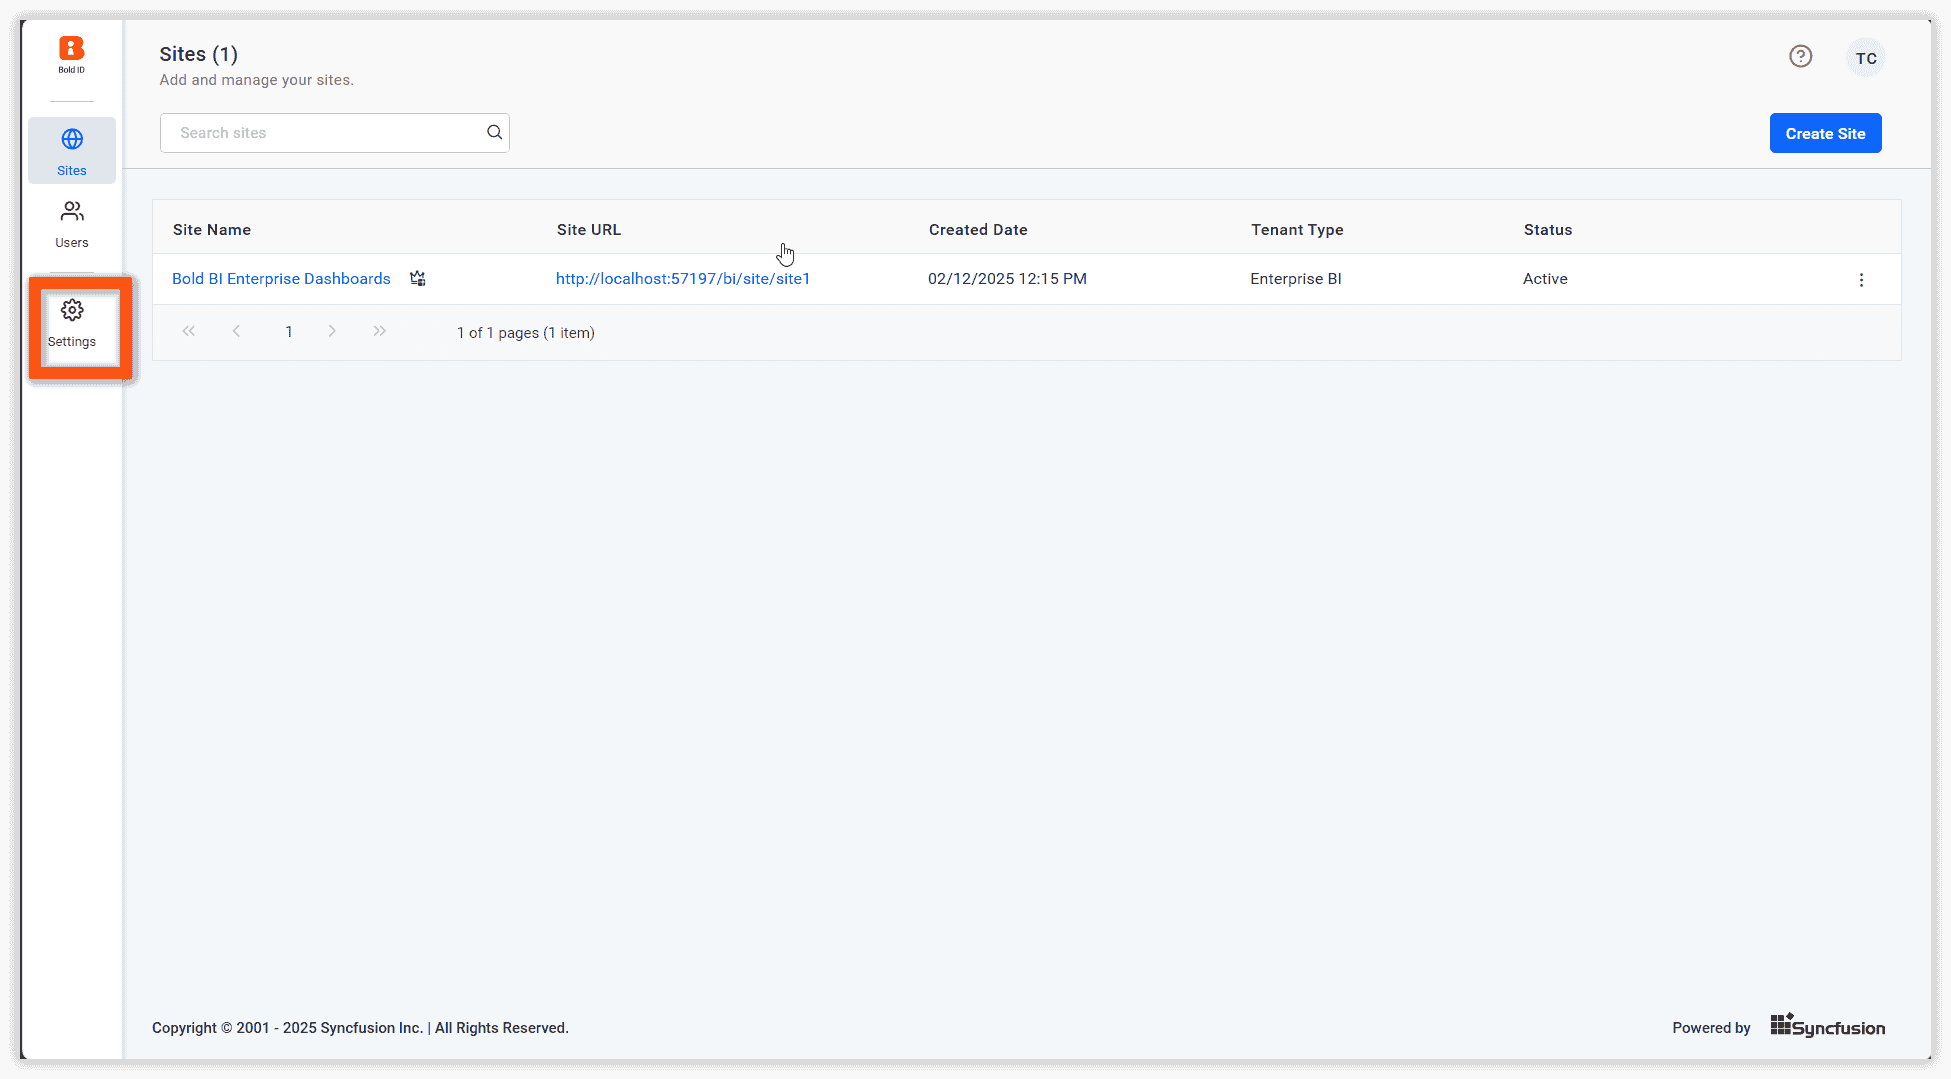 Bold ID
Sites
Users
Settings
Sites (1)
Add and manage your sites.
TC
Search sites
Create Site
Site Name Site URL Created Date Tenant Type Status
Bold BI Enterprise Dashboards http://localhost:57197/bi/site/site1 02/12/2025 12:15 PM Enterprise BI Active
1 1 of 1 pages (1 item)
Copyright © 2001 - 2025 Syncfusion Inc. | All Rights Reserved.
Powered by Syncfusion